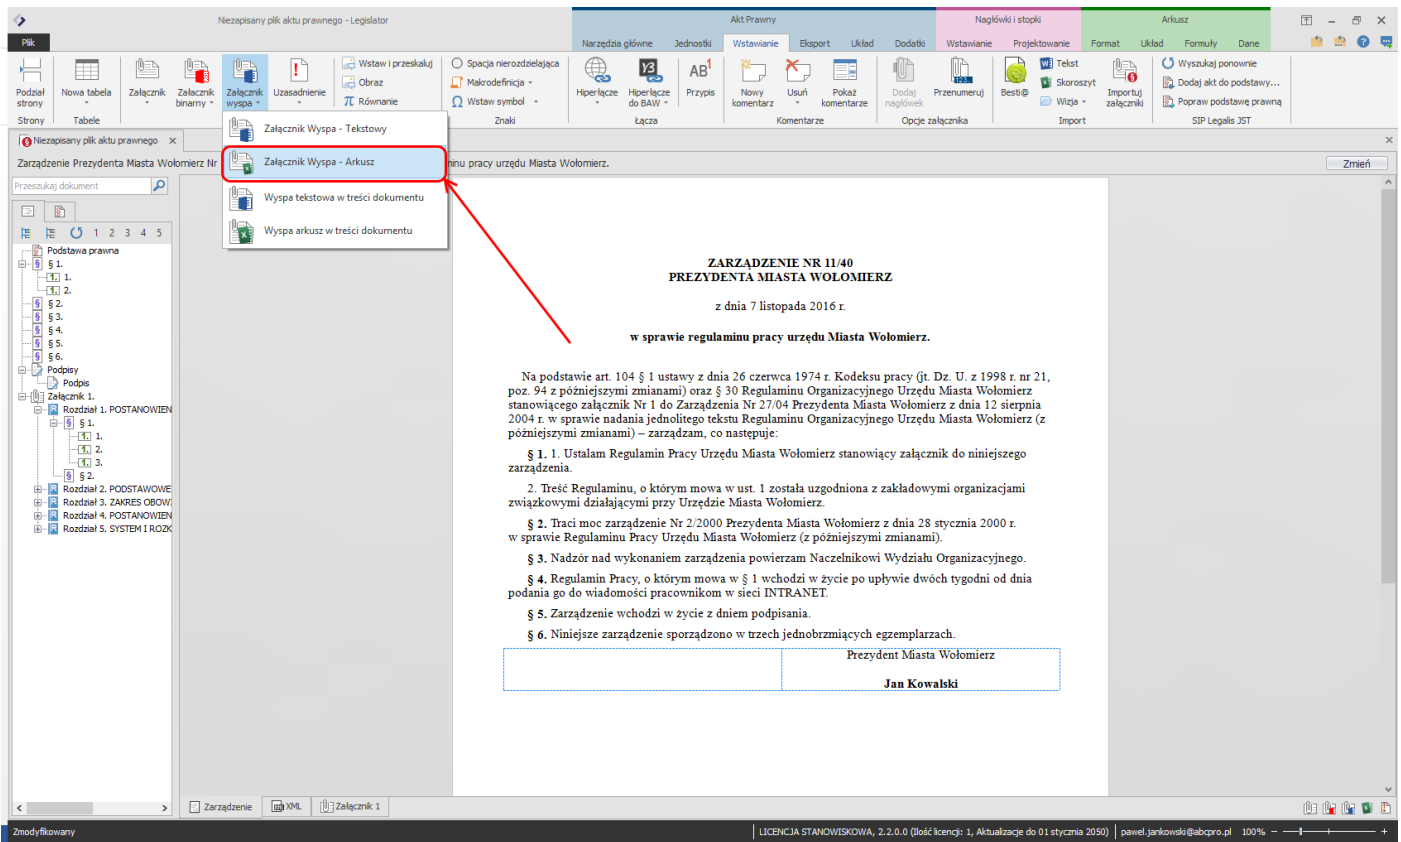 Niezapisany plik aktu prawnego - Legislator
Akt Prawny
Nagłówki i stopki
Arkusz
Plik
Narzędzia główne
Jednostki
Wstawianie
Eksport
Układ
Dodatki
Wstawianie
Projektowanie
Format
Układ
Formuły
Dane
Podział strony
Nowa tabela
Załącznik
Załacznik binarny
Załącznik wyspa
Uzasadnienie
Wstaw i przeskaluj
Obraz
Równanie
Spacja nierozdzielająca
Makrodefinicja
Wstaw symbol
Hiperłącze
Hiperłącze do BAW
Przypis
Nowy komentarz
Usuń
Pokaż komentarze
Dodaj nagłówek
Przenumeruj
Besti@
Tekst
Skoroszyt
Wizja
Importuj załączniki
Wyszukaj ponownie
Dodaj akt do podstawy...
Popraw podstawę prawną
Strony
Tabele
Znaki
Łącza
Komentarze
Opcje załącznika
Import
SIP Legalis JST
Niezapisany plik aktu prawnego
Zarządzenie Prezydenta Miasta Wołomierz Nr
minu pracy urzędu Miasta Wołomierz.
Zmień
Załącznik Wyspa - Tekstowy
Załącznik Wyspa - Arkusz
Wyspa tekstowa w treści dokumentu
Wyspa arkusz w treści dokumentu
Przeszukaj dokument
1 2 3 4 5
Podstawa prawna
§ 1.
1.
2.
§ 2.
§ 3.
§ 4.
§ 5.
§ 6.
Podpisy
Podpis
Załącznik 1.
Rozdział 1. POSTANOWIEN
§ 1.
1.
2.
3.
§ 2.
Rozdział 2. PODSTAWOWE
Rozdział 3. ZAKRES OBOWI
Rozdział 4. POSTANOWIEN
Rozdział 5. SYSTEM I ROZK
ZARZĄDZENIE NR 11/40
PREZYDENTA MIASTA WOŁOMIERZ
z dnia 7 listopada 2016 r.
w sprawie regulaminu pracy urzędu Miasta Wołomierz.
Na podstawie art. 104 § 1 ustawy z dnia 26 czerwca 1974 r. Kodeksu pracy (jt. Dz. U. z 1998 r. nr 21,
poz. 94 z późniejszymi zmianami) oraz § 30 Regulaminu Organizacyjnego Urzędu Miasta Wołomierz
stanowiącego załącznik Nr 1 do Zarządzenia Nr 27/04 Prezydenta Miasta Wołomierz z dnia 12 sierpnia
2004 r. w sprawie nadania jednolitego tekstu Regulaminu Organizacyjnego Urzędu Miasta Wołomierz (z
późniejszymi zmianami) – zarządzam, co następuje:
§ 1. 1. Ustalam Regulamin Pracy Urzędu Miasta Wołomierz stanowiący załącznik do niniejszego
zarządzenia.
2. Treść Regulaminu, o którym mowa w ust. 1 została uzgodniona z zakładowymi organizacjami
związkowymi działającymi przy Urzędzie Miasta Wołomierz.
§ 2. Traci moc zarządzenie Nr 2/2000 Prezydenta Miasta Wołomierz z dnia 28 stycznia 2000 r.
w sprawie Regulaminu Pracy Urzędu Miasta Wołomierz (z późniejszymi zmianami).
§ 3. Nadzór nad wykonaniem zarządzenia powierzam Naczelnikowi Wydziału Organizacyjnego.
§ 4. Regulamin Pracy, o którym mowa w § 1 wchodzi w życie po upływie dwóch tygodni od dnia
podania go do wiadomości pracownikom w sieci INTRANET.
§ 5. Zarządzenie wchodzi w życie z dniem podpisania.
§ 6. Niniejsze zarządzenie sporządzono w trzech jednobrzmiących egzemplarzach.
Prezydent Miasta Wołomierz
Jan Kowalski
Zarządzenie
XML
Załącznik 1
Zmodyfikowany
LICENCJA STANOWISKOWA, 2.2.0.0 (Ilość licencji: 1, Aktualizacje do 01 stycznia 2050)
pawel.jankowski@abcpro.pl
100%